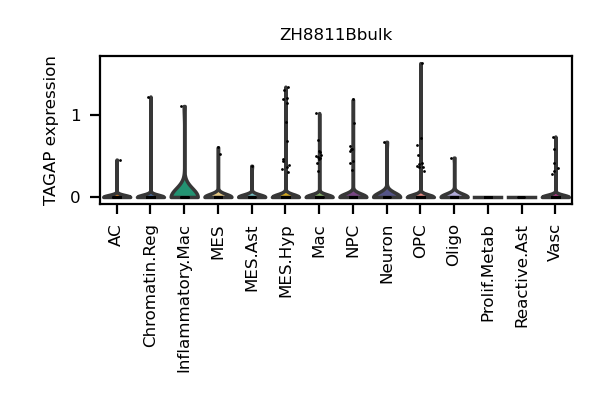 ZH8811Bbulk
TAGAP expression
1
0
AC
Chromatin.Reg
Inflammatory.Mac
MES
MES.Ast
MES.Hyp
Mac
NPC
Neuron
OPC
Oligo
Prolif.Metab
Reactive.Ast
Vasc